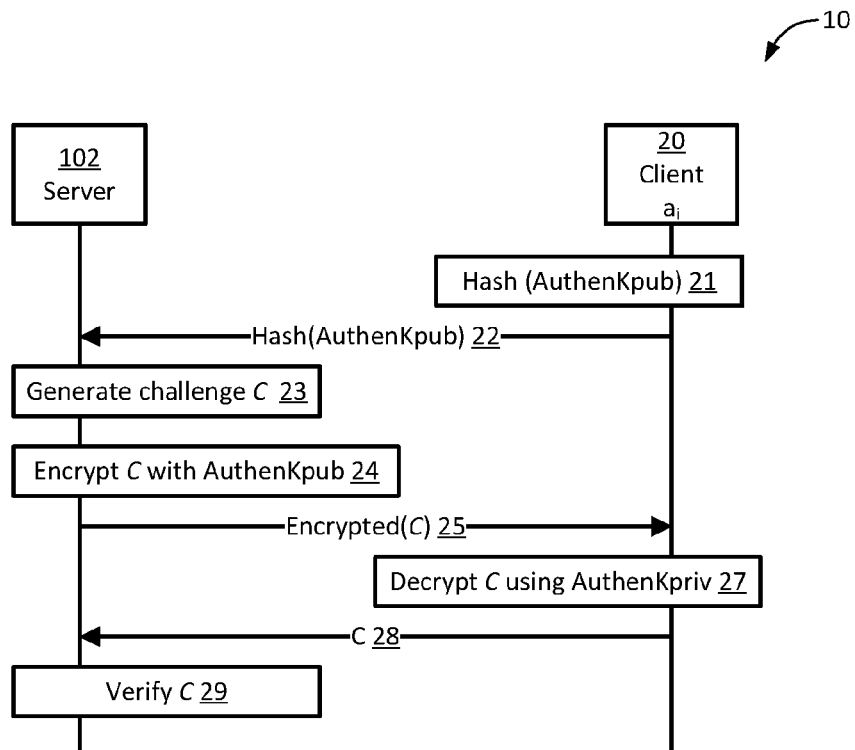 10
102
Server
20
Client
aᵢ
Hash (AuthenKpub) 21
Hash(AuthenKpub) 22
Generate challenge C 23
Encrypt C with AuthenKpub 24
Encrypted(C) 25
Decrypt C using AuthenKpriv 27
C 28
Verify C 29